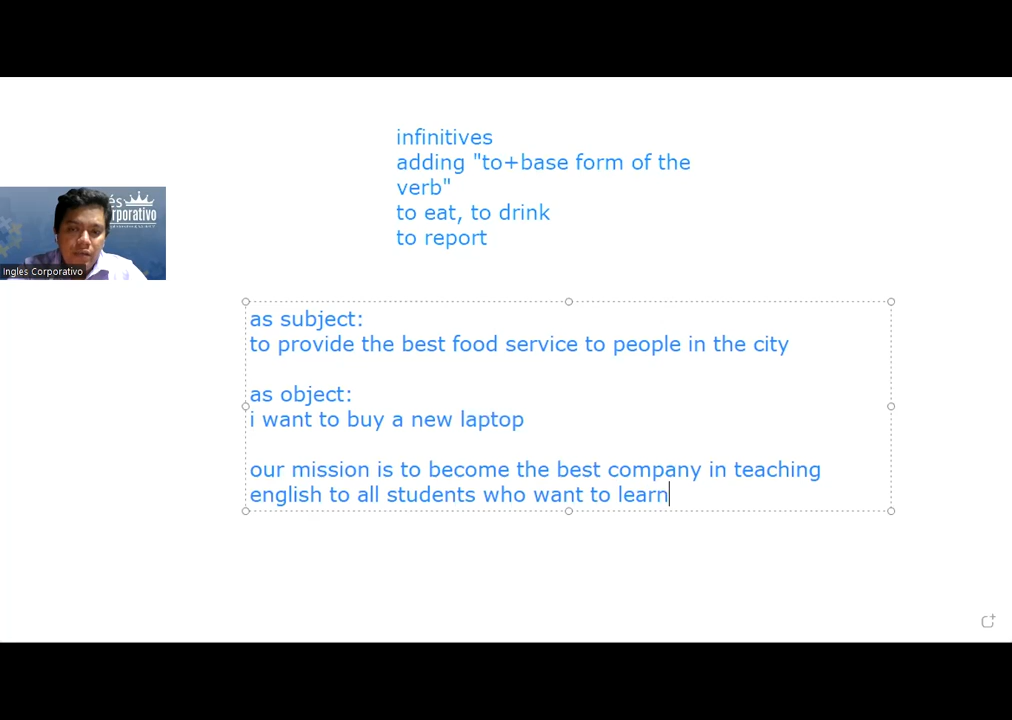 infinitives
adding "to+base form of the
verb"
to eat, to drink
to report
és
rporativo
Ingles Corporativo
as subject:
to provide the best food service to people in the city
as object:
i want to buy a new laptop
our mission is to become the best company in teaching
english to all students who want to learn